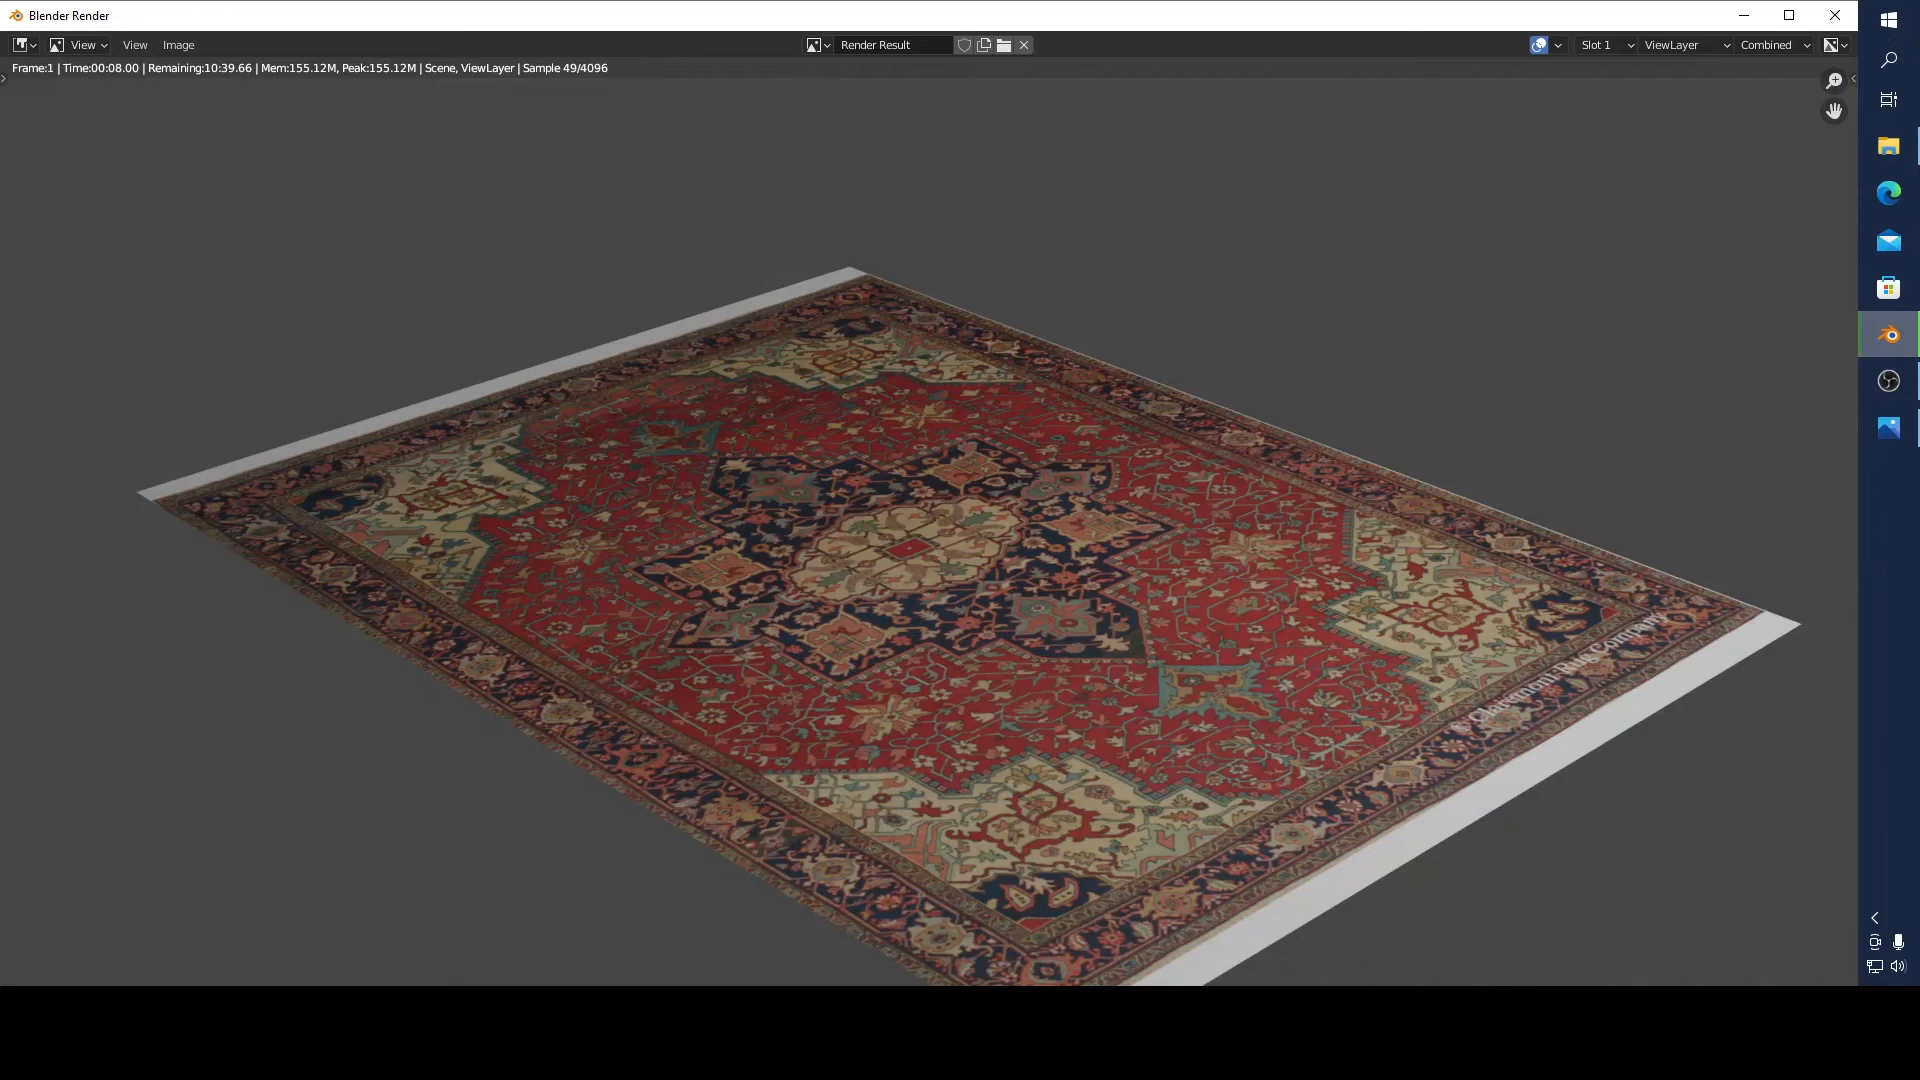 Blender Render
View View Image Render Result Slot 1 ViewLayer Combined
Frame:1 | Time:00:08.00 | Remaining:10:39.66 | Mem:155.12M, Peak:155.12M | Scene, ViewLayer | Sample 49/4096
© Claremont Rug Company